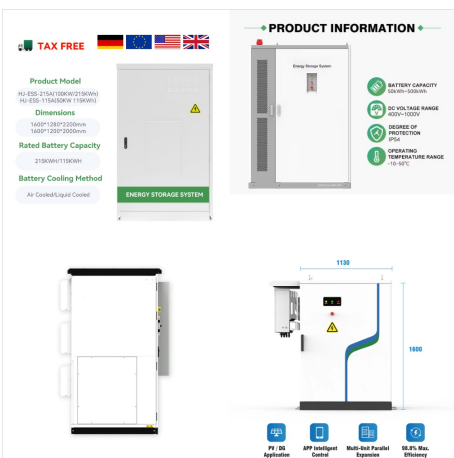 TAX FREE
Product Model
HJ-ESS-215A(100KW/215KWh)
HJ-ESS-115A(50KW 115KWh)
Dimensions
1600*1280*2200mm
1600*1200*2000mm
Rated Battery Capacity
215KWH/115KWH
Battery Cooling Method
Air Cooled/Liquid Cooled
ENERGY STORAGE SYSTEM
PRODUCT INFORMATION
Energy Storage System
BATTERY CAPACITY
50kWh~500kWh
DC VOLTAGE RANGE
400V~1000V
DEGREE OF
PROTECTION
IP54
OPERATING
TEMPERATURE RANGE
-10~50°C
1130
1600
PV / DG
Application
APP Intelligent
Control
Multi-Unit Parallel
Expansion
98.8% Max.
Efficiency